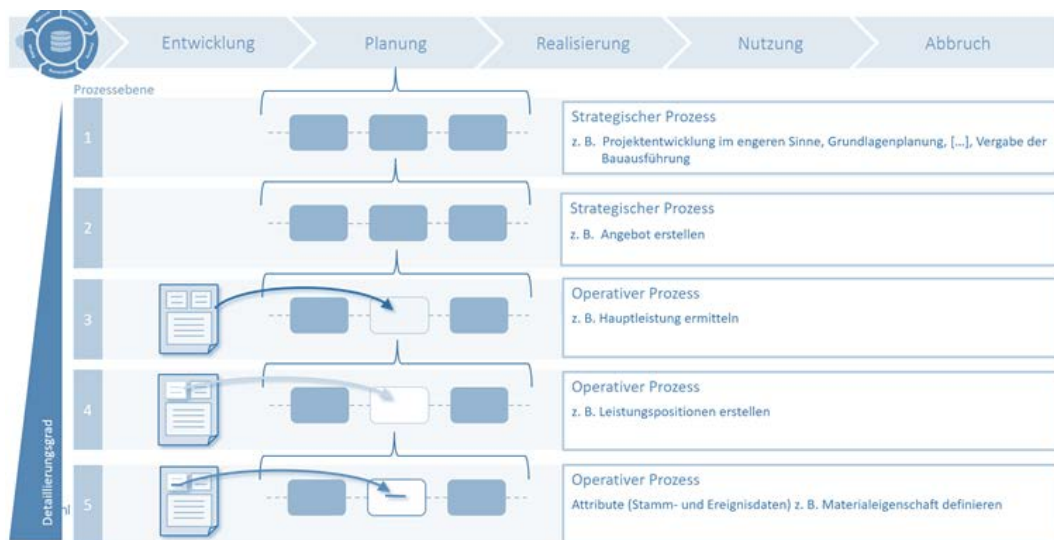 Entwicklung
Planung
Realisierung
Nutzung
Abbruch
Prozessebene
1
Strategischer Prozess
z. B. Projektentwicklung im engeren Sinne, Grundlagenplanung, [...], Vergabe der
Bauausführung
2
Strategischer Prozess
z. B. Angebot erstellen
3
Operativer Prozess
z. B. Hauptleistung ermitteln
4
Operativer Prozess
z. B. Leistungspositionen erstellen
5
Operativer Prozess
Attribute (Stamm- und Ereignisdaten) z. B. Materialeigenschaft definieren
Detaillierungsgrad